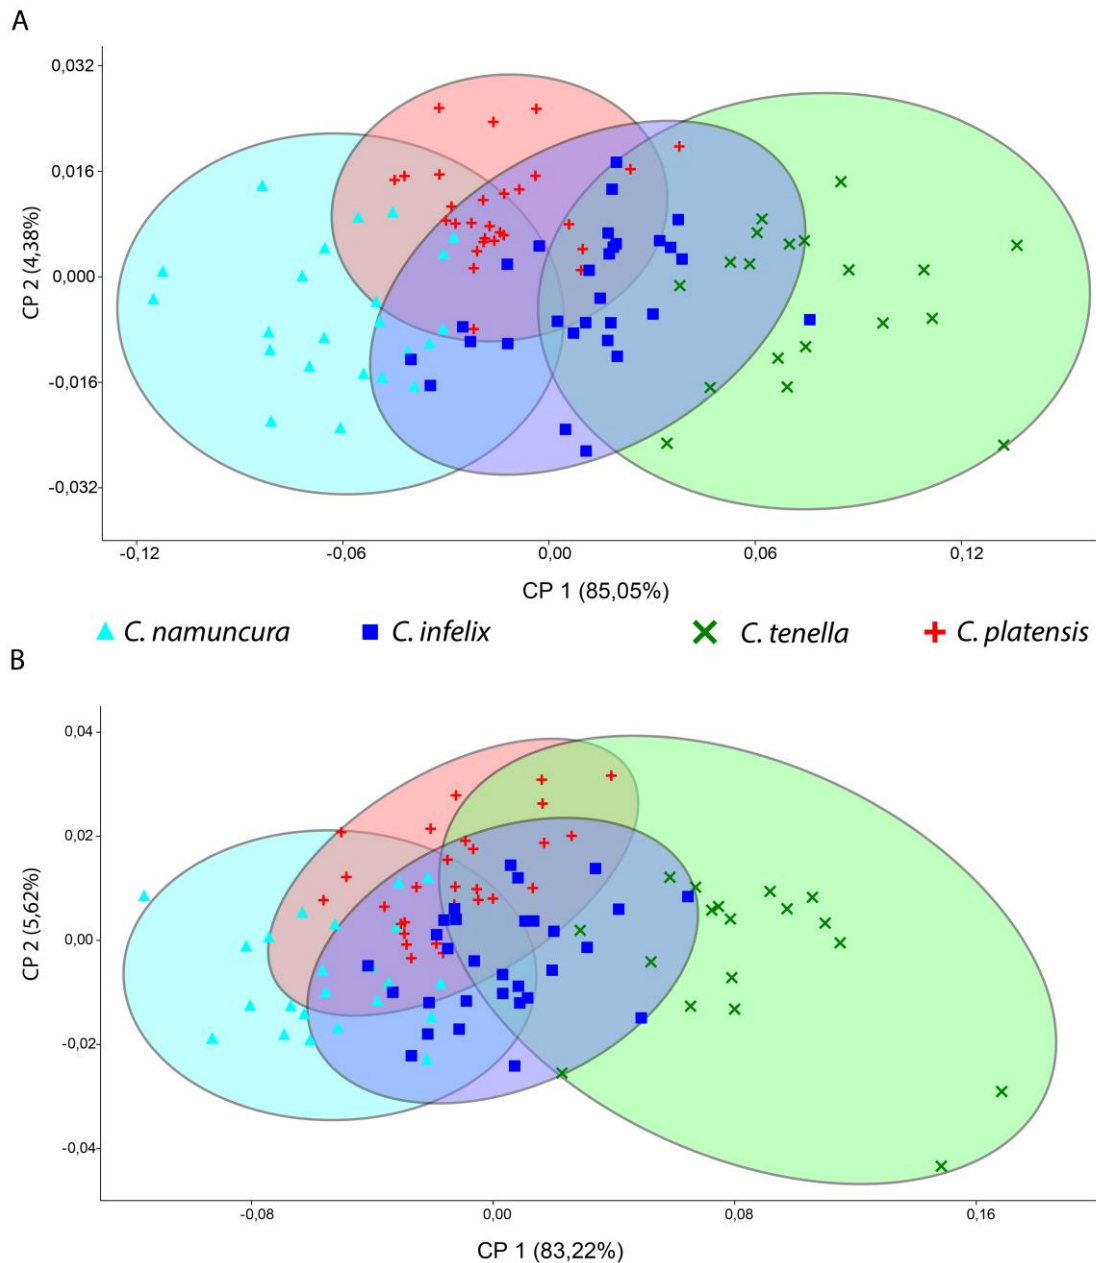 A
0,032
0,016
0,000
-0,016
-0,032
CP 2 (4,38%)
-0,12 -0,06 0,00 0,06 0,12
CP 1 (85,05%)
C. namuncura C. infelix C. tenella C. platensis
B
0,04
0,02
0,00
-0,02
-0,04
CP 2 (5,62%)
-0,08 0,00 0,08 0,16
CP 1 (83,22%)